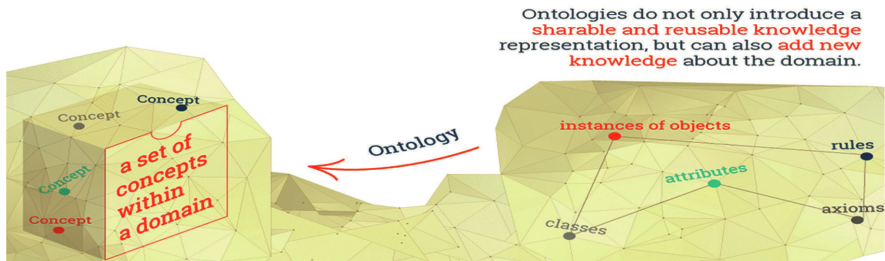 Ontologies do not only introduce a
sharable and reusable knowledge
representation, but can also add new
knowledge about the domain.
Concept
Concept
Concept
Concept
a set of
concepts
within
a domain
Ontology
instances of objects
rules
attributes
axioms
classes